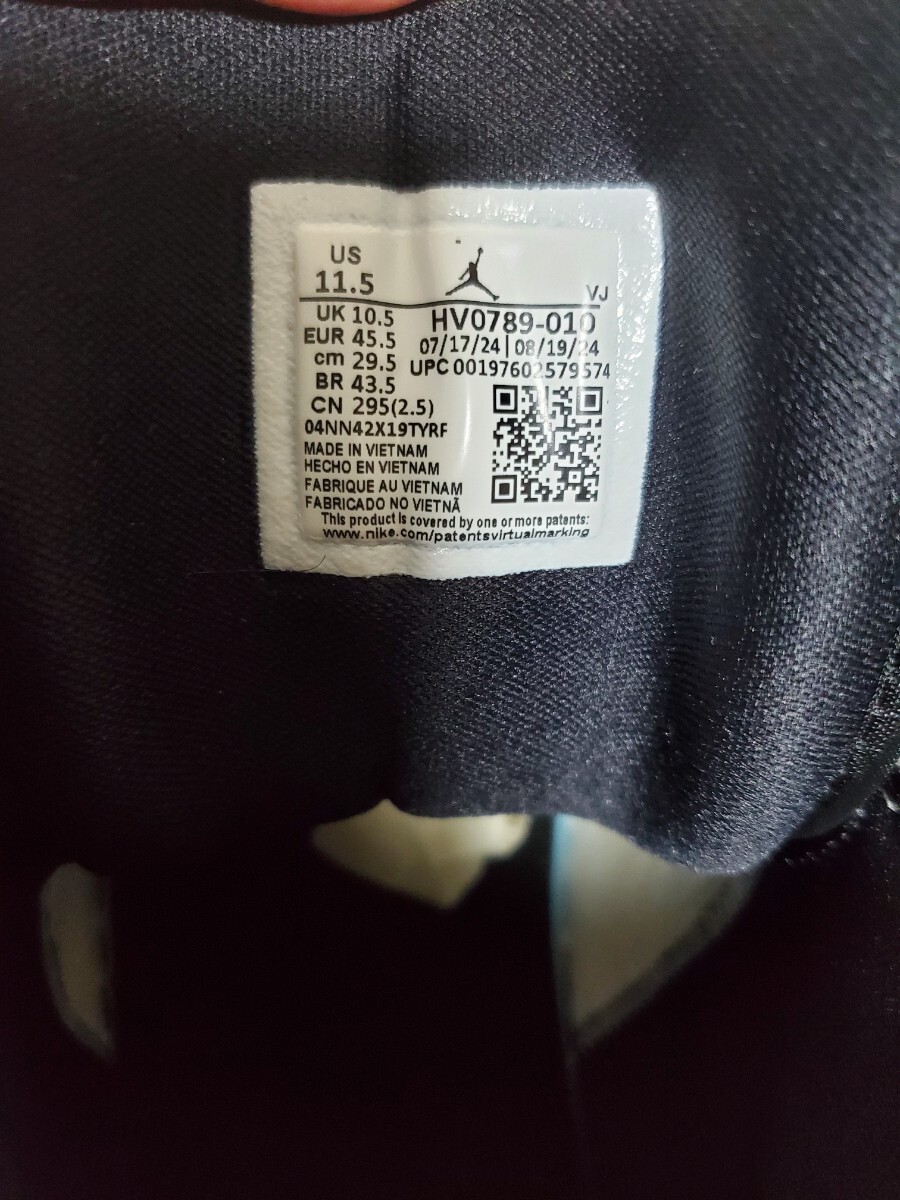 US
11.5
VJ
UK 10.5
EUR 45.5
cm 29.5
BR 43.5
CN 295(2.5)
HV0789-010
07/17/24 | 08/19/24
UPC 00197602579574
04NN42X19TYRF
MADE IN VIETNAM
HECHO EN VIETNAM
FABRIQUE AU VIETNAM
FABRICADO NO VIETNÃ
This product is covered by one or more patents:
www.nike.com/patentsvirtualmarking